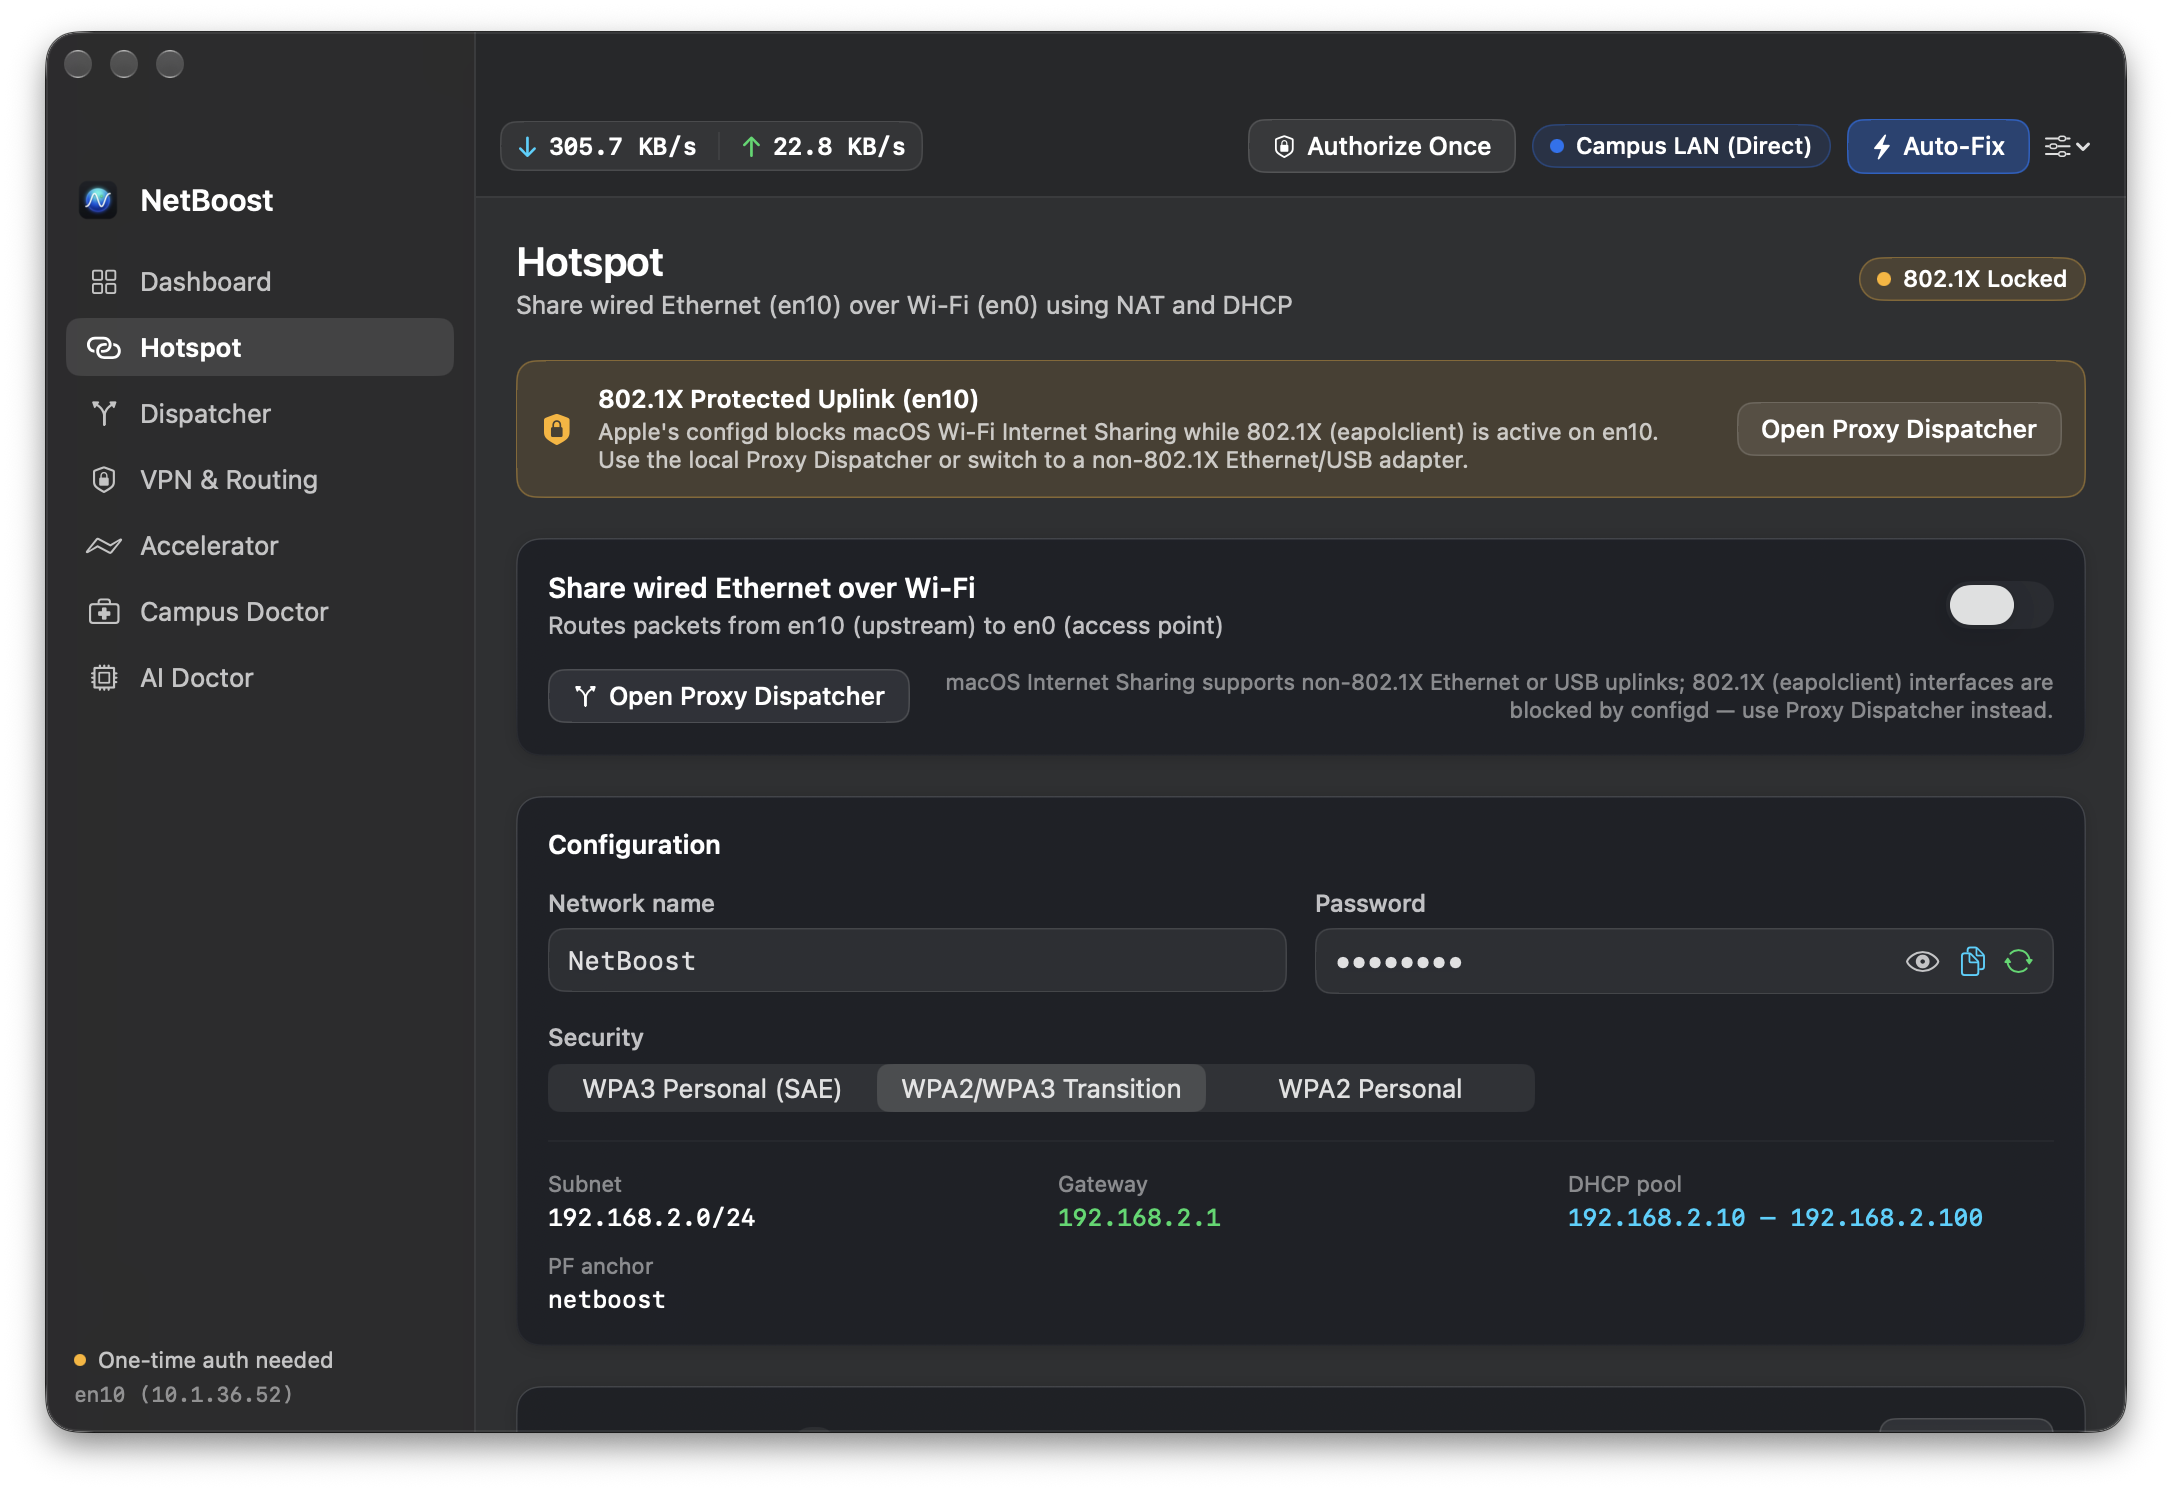 305.7 KB/s
22.8 KB/s
Authorize Once
Campus LAN (Direct)
Auto-Fix
NetBoost
Dashboard
Hotspot
Dispatcher
VPN & Routing
Accelerator
Campus Doctor
AI Doctor
One-time auth needed
en10 (10.1.36.52)
Hotspot
Share wired Ethernet (en10) over Wi-Fi (en0) using NAT and DHCP
802.1X Locked
802.1X Protected Uplink (en10)
Apple's configd blocks macOS Wi-Fi Internet Sharing while 802.1X (eapolclient) is active on en10.
Use the local Proxy Dispatcher or switch to a non-802.1X Ethernet/USB adapter.
Open Proxy Dispatcher
Share wired Ethernet over Wi-Fi
Routes packets from en10 (upstream) to en0 (access point)
Open Proxy Dispatcher
macOS Internet Sharing supports non-802.1X Ethernet or USB uplinks; 802.1X (eapolclient) interfaces are
blocked by configd — use Proxy Dispatcher instead.
Configuration
Network name
Password
NetBoost
••••••••
Security
WPA3 Personal (SAE)
WPA2/WPA3 Transition
WPA2 Personal
Subnet
192.168.2.0/24
Gateway
192.168.2.1
DHCP pool
192.168.2.10 – 192.168.2.100
PF anchor
netboost